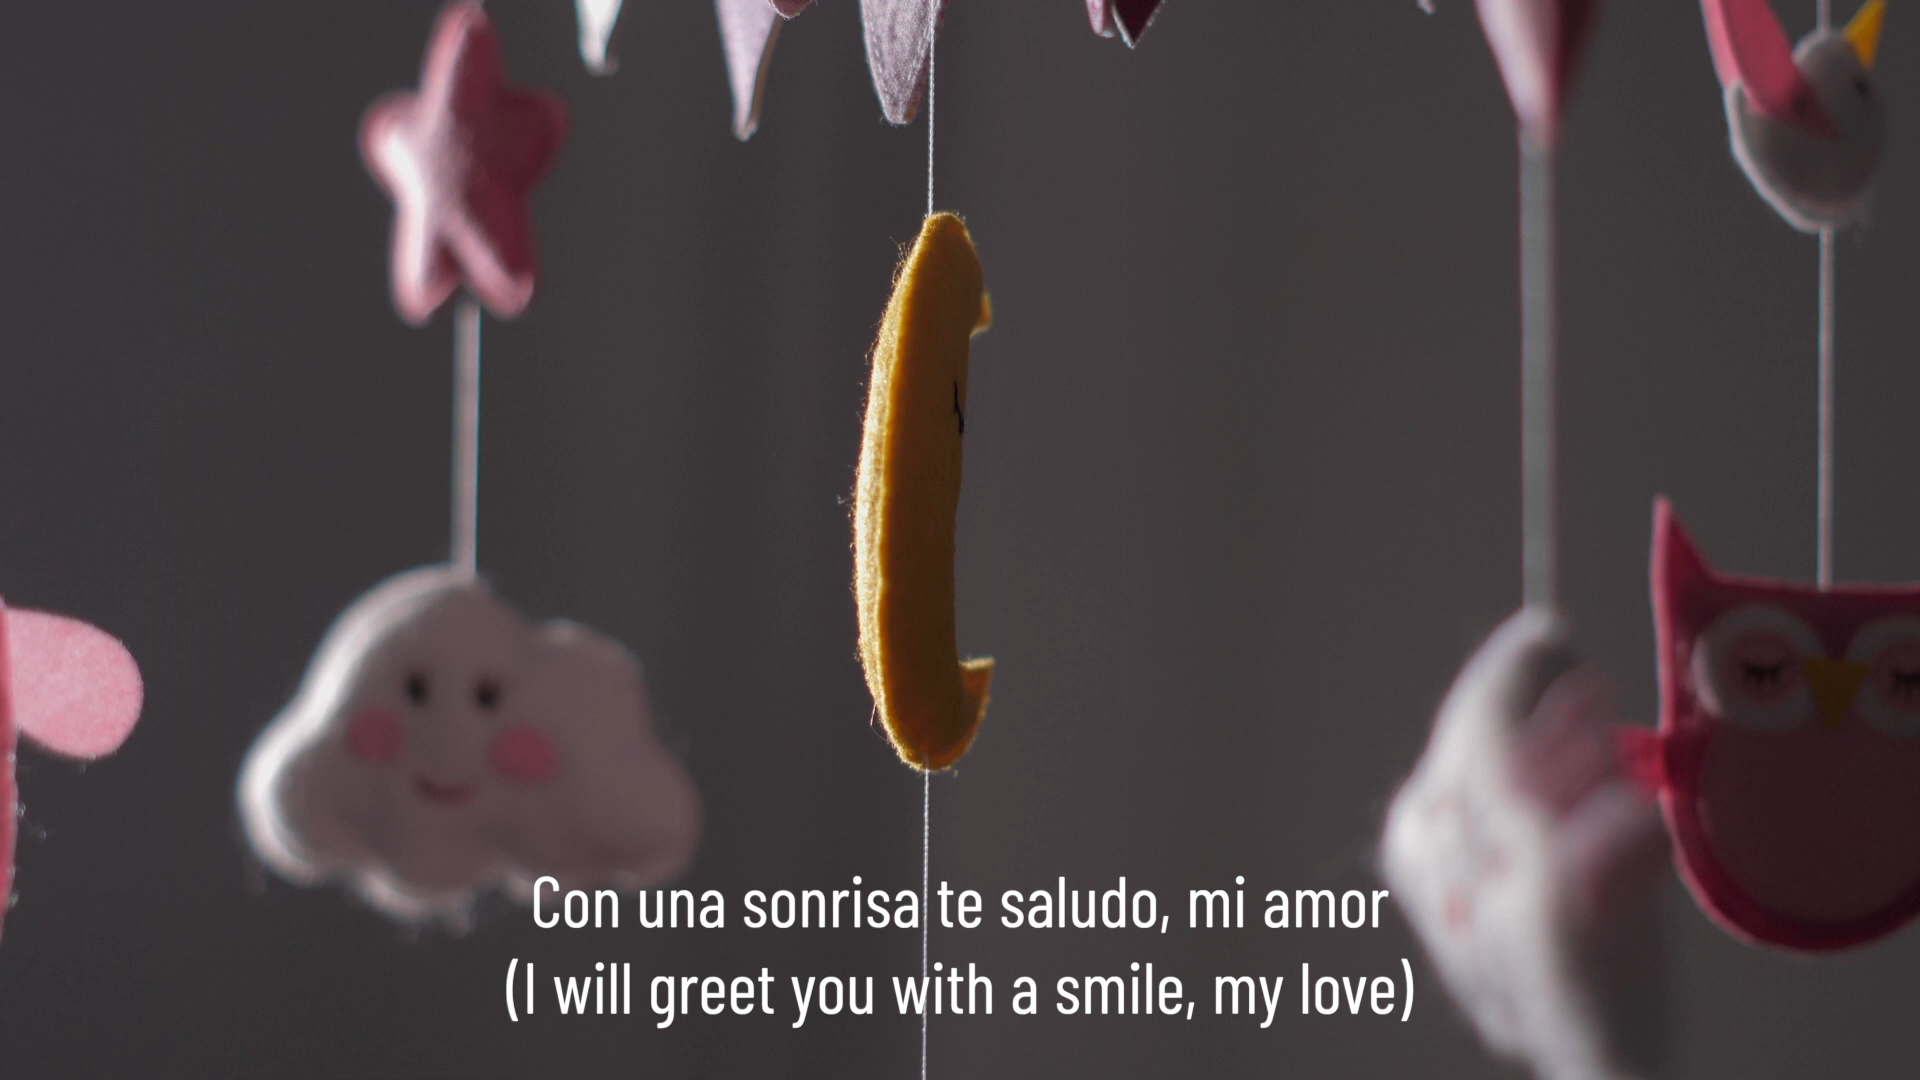 Con una sonrisa te saludo, mi amor
(I will greet you with a smile, my love)